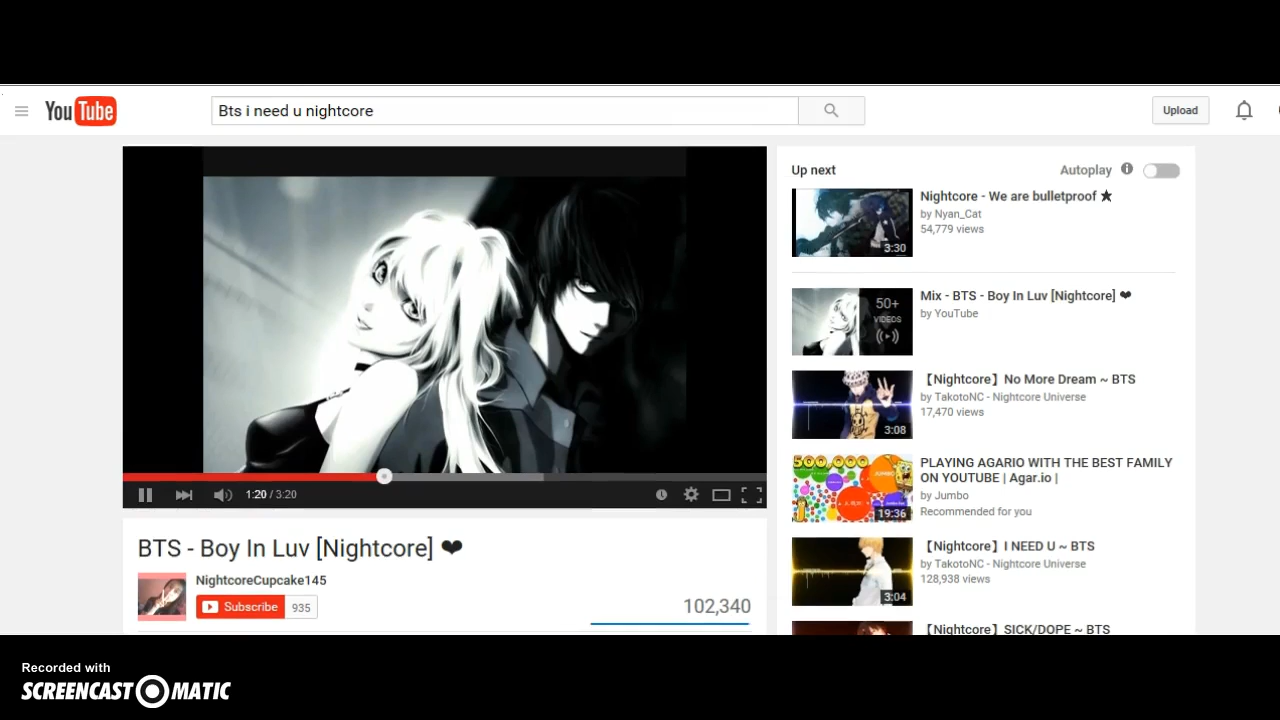 YouTube
Bts i need u nightcore
Upload
Up next
Autoplay
Nightcore - We are bulletproof ★
by Nyan_Cat
54,779 views
3:30
Mix - BTS - Boy In Luv [Nightcore] ❤
by YouTube
50+
VIDEOS
【Nightcore】No More Dream ~ BTS
by TakotoNC - Nightcore Universe
17,470 views
3:08
PLAYING AGARIO WITH THE BEST FAMILY
ON YOUTUBE | Agar.io |
by Jumbo
Recommended for you
500,000
19:36
【Nightcore】I NEED U ~ BTS
by TakotoNC - Nightcore Universe
128,938 views
3:04
【Nightcore】SICK/DOPE ~ BTS
1:20 / 3:20
BTS - Boy In Luv [Nightcore] ❤
NightcoreCupcake145
Subscribe
935
102,340
Recorded with
SCREENCAST-O-MATIC